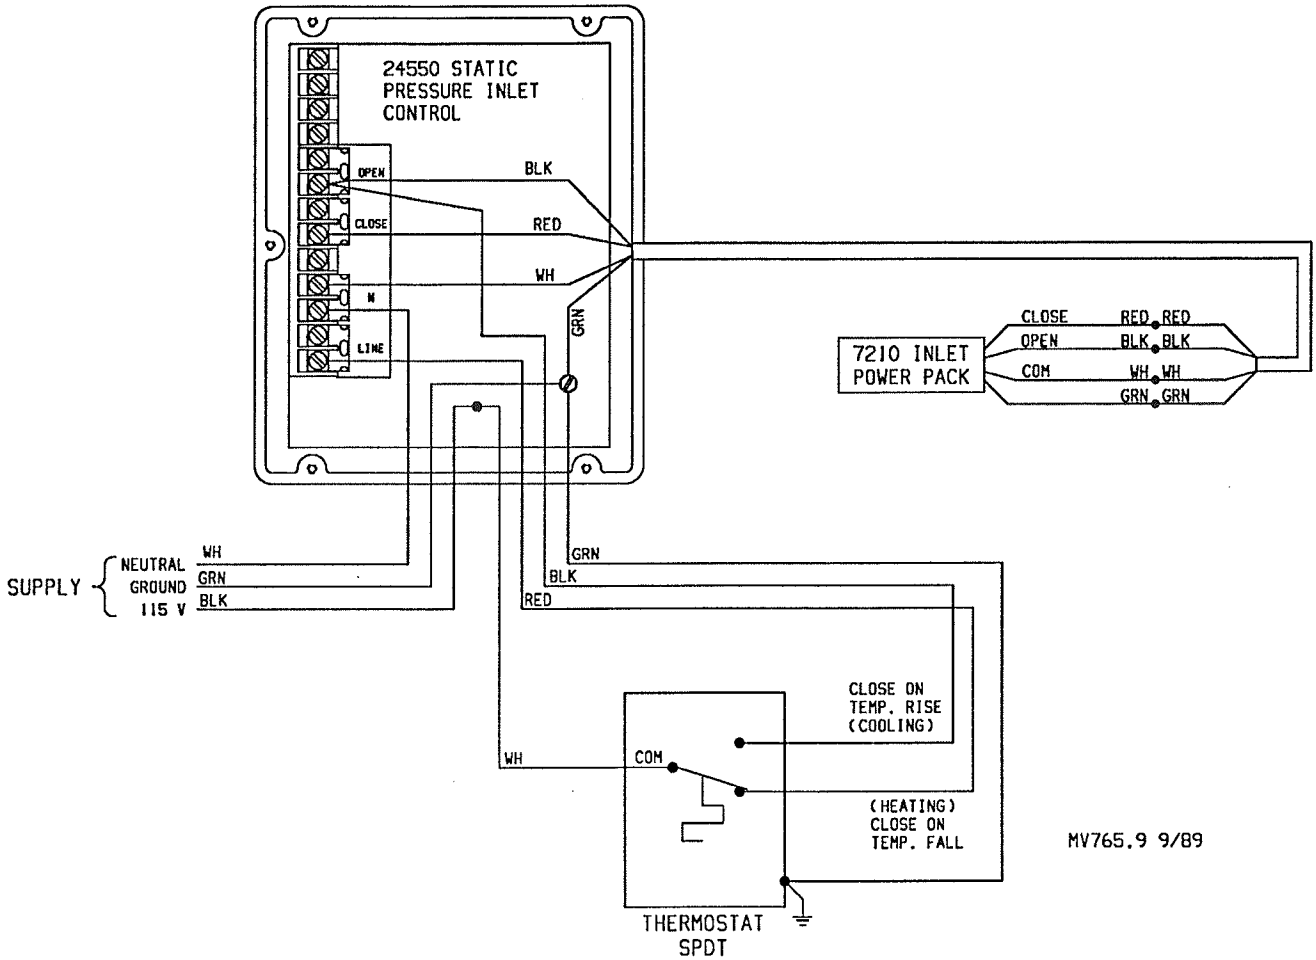 24550 STATIC
PRESSURE INLET
CONTROL
OPEN
BLK
CLOSE
RED
WH
N
GRN
LINE
CLOSE RED RED
OPEN BLK BLK
COM WH WH
GRN GRN
7210 INLET
POWER PACK
SUPPLY
NEUTRAL WH
GROUND GRN
115 V BLK
GRN
BLK
RED
CLOSE ON
TEMP. RISE
(COOLING)
WH
COM
(HEATING)
CLOSE ON
TEMP. FALL
MV765.9 9/89
THERMOSTAT
SPDT